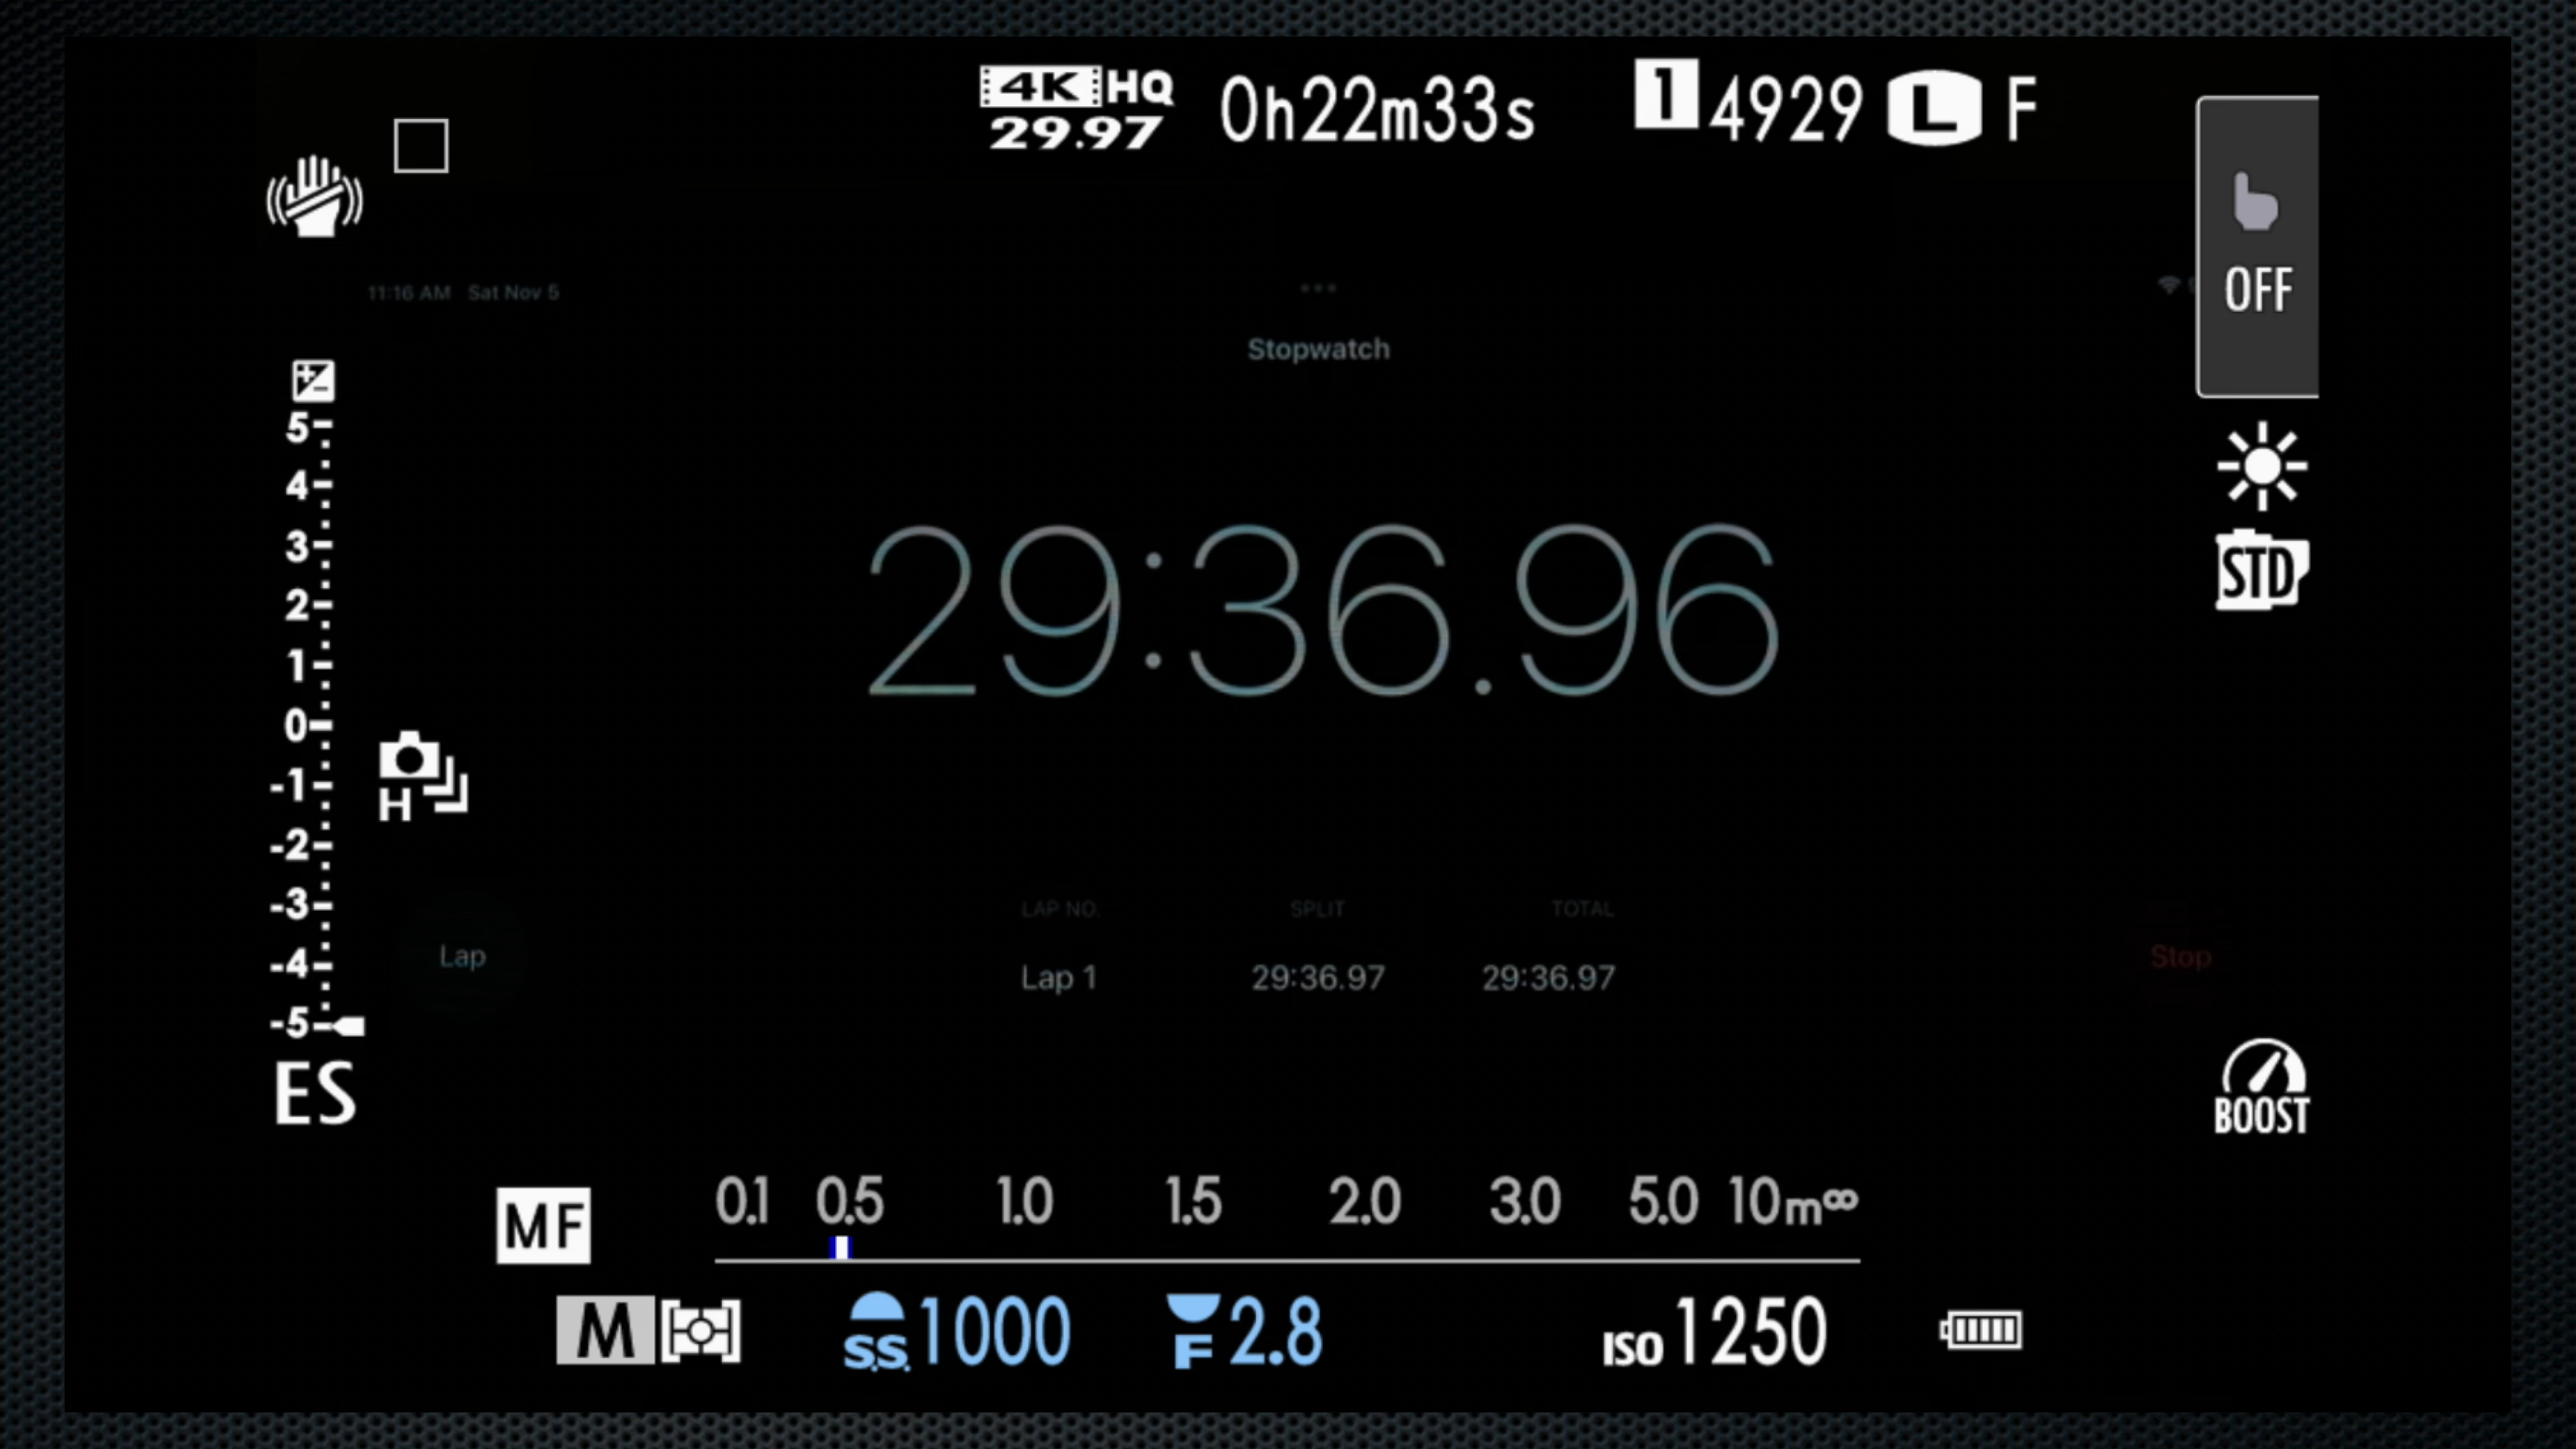 4K HQ 0h22m33s 1 4929 L F
29.97
OFF
11:16 AM Sat Nov 5
Stopwatch
5
4
3
2
1
0
-1
-2
-3
-4
-5
STD
29:36.96
H
LAP NO. SPLIT TOTAL
Lap Lap 1 29:36.97 29:36.97 Stop
ES
BOOST
MF 0.1 0.5 1.0 1.5 2.0 3.0 5.0 10m∞
M S.S. 1000 F 2.8 ISO 1250